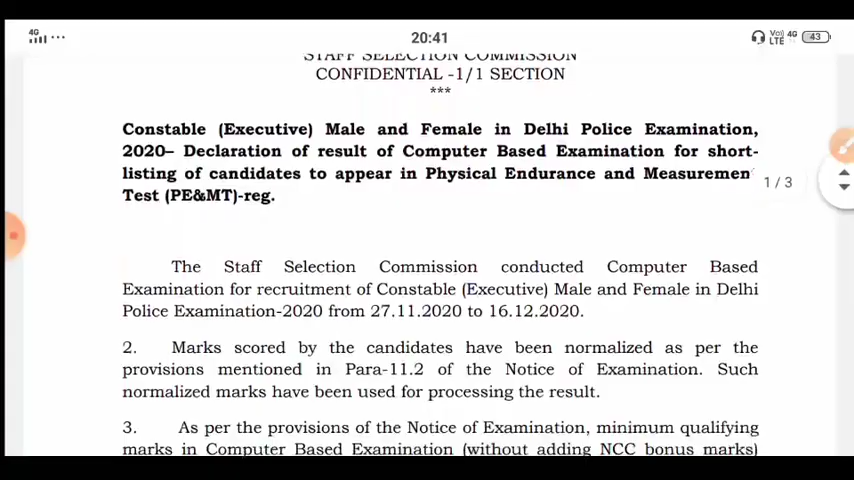 4G 20:41 Vo)) LTE 4G 43
STAFF SELECTION COMMISSION
CONFIDENTIAL -1/1 SECTION
***
Constable (Executive) Male and Female in Delhi Police Examination,
2020– Declaration of result of Computer Based Examination for short-
listing of candidates to appear in Physical Endurance and Measuremen
1/3
Test (PE&MT)-reg.
The Staff Selection Commission conducted Computer Based
Examination for recruitment of Constable (Executive) Male and Female in Delhi
Police Examination-2020 from 27.11.2020 to 16.12.2020.
2. Marks scored by the candidates have been normalized as per the
provisions mentioned in Para-11.2 of the Notice of Examination. Such
normalized marks have been used for processing the result.
3. As per the provisions of the Notice of Examination, minimum qualifying
marks in Computer Based Examination (without adding NCC bonus marks)